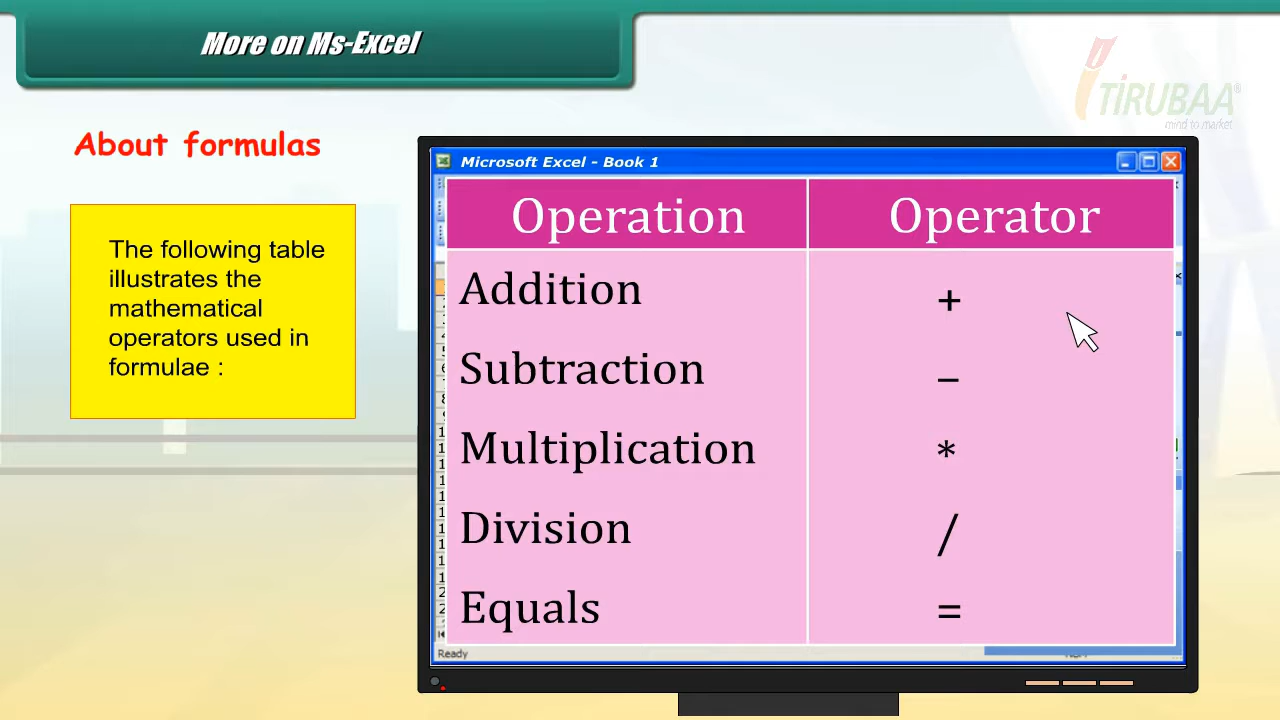 More on Ms-Excel
TiRUBAA®
mind to market
About formulas
The following table
illustrates the
mathematical
operators used in
formulae :
Microsoft Excel - Book 1
Operation Operator
Addition +
Subtraction –
Multiplication *
Division /
Equals =
Ready